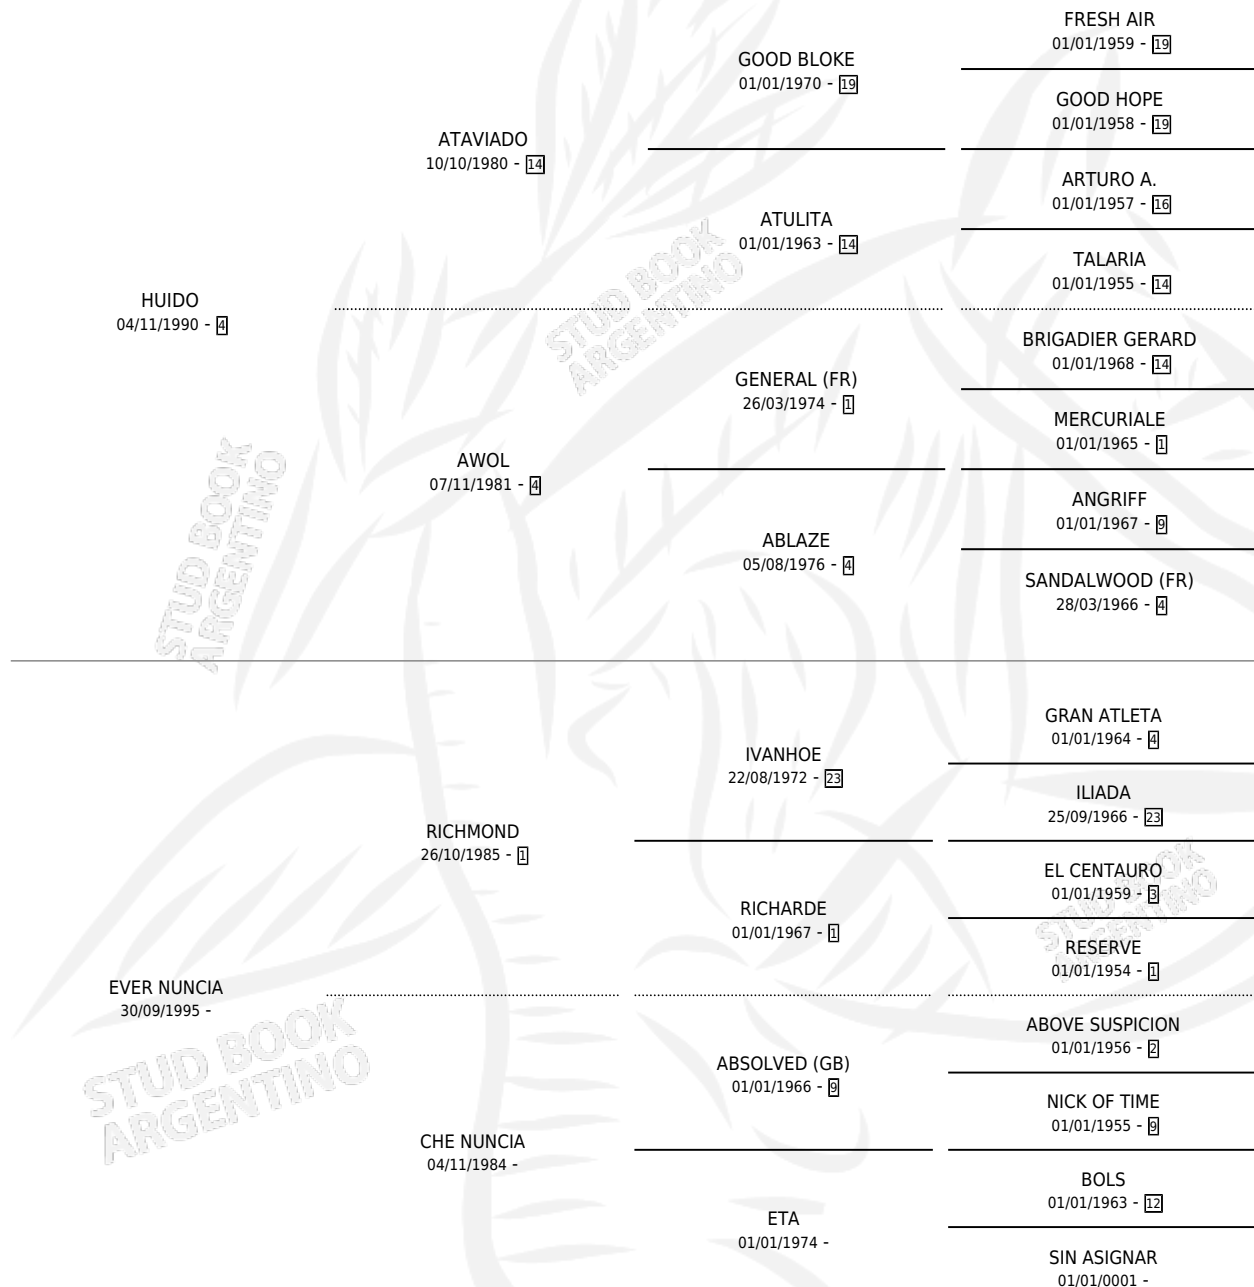 FRESH AIR
01/01/1959 - 19
GOOD BLOKE
01/01/1970 - 19
GOOD HOPE
01/01/1958 - 19
ATAVIADO
10/10/1980 - 14
ARTURO A.
01/01/1957 - 16
ATULITA
01/01/1963 - 14
TALARIA
01/01/1955 - 14
HUIDO
04/11/1990 - 4
BRIGADIER GERARD
01/01/1968 - 14
GENERAL (FR)
26/03/1974 - 1
MERCURIALE
01/01/1965 - 1
AWOL
07/11/1981 - 4
ANGRIFF
01/01/1967 - 9
ABLAZE
05/08/1976 - 4
SANDALWOOD (FR)
28/03/1966 - 4
STUD BOOK
ARGENTINO
STUD BOOK
ARGENTINO
GRAN ATLETA
01/01/1964 - 4
IVANHOE
22/08/1972 - 23
ILIADA
25/09/1966 - 23
RICHMOND
26/10/1985 - 1
EL CENTAURO
01/01/1959 - 3
RICHARDE
01/01/1967 - 1
RESERVE
01/01/1954 - 1
EVER NUNCIA
30/09/1995 -
ABOVE SUSPICION
01/01/1956 - 2
ABSOLVED (GB)
01/01/1966 - 9
NICK OF TIME
01/01/1955 - 9
CHE NUNCIA
04/11/1984 -
BOLS
01/01/1963 - 12
ETA
01/01/1974 -
SIN ASIGNAR
01/01/0001 -
STUD BOOK
ARGENTINO
STUD BOOK
ARGENTINO